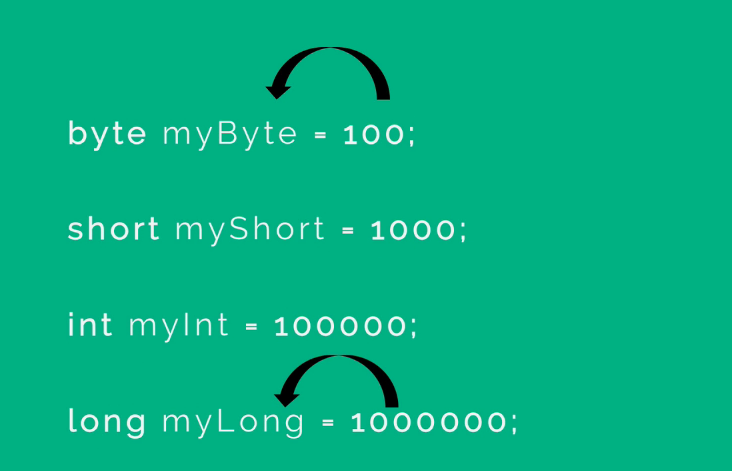 byte myByte = 100;
short myShort = 1000;
int myInt = 100000;
long myLong = 1000000;